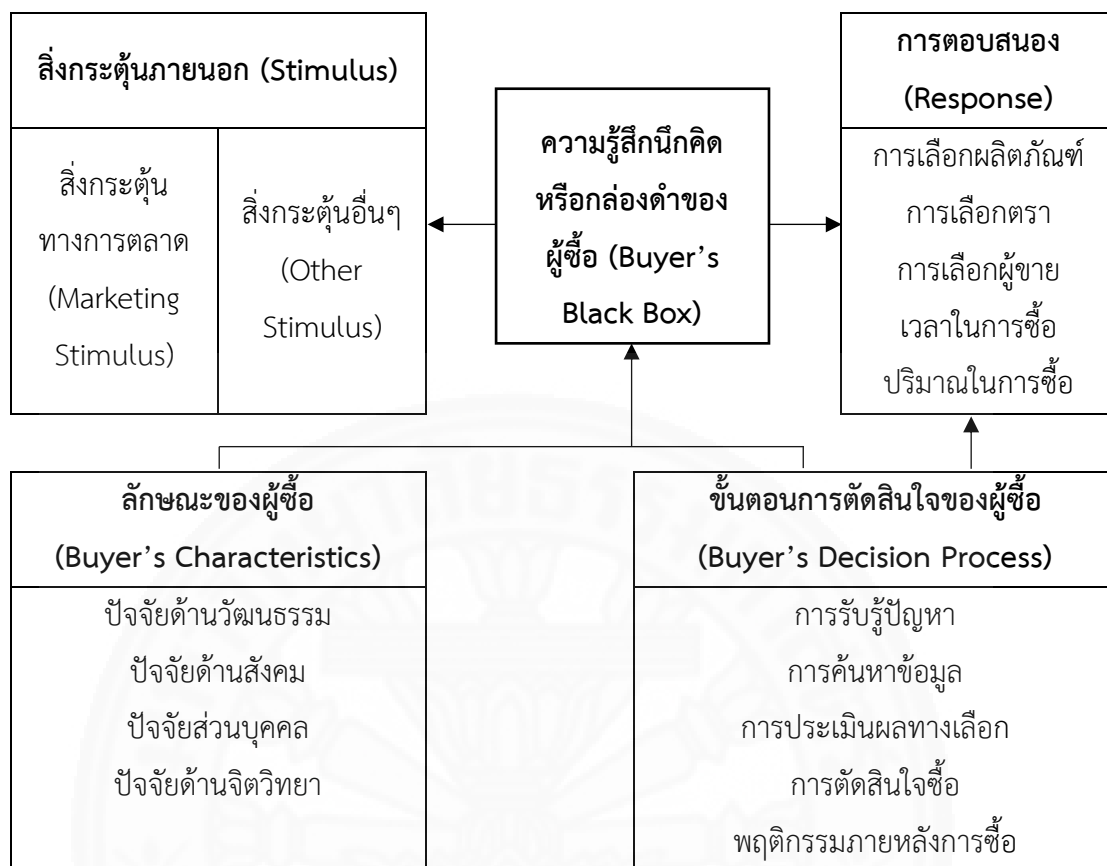 สิ่งกระตุ้นภายนอก (Stimulus)
สิ่งกระตุ้น
ทางการตลาด
(Marketing
Stimulus)
สิ่งกระตุ้นอื่นๆ
(Other
Stimulus)
ความรู้สึกนึกคิด
หรือกล่องดำของ
ผู้ซื้อ (Buyer’s
Black Box)
การตอบสนอง
(Response)
การเลือกผลิตภัณฑ์
การเลือกตรา
การเลือกผู้ขาย
เวลาในการซื้อ
ปริมาณในการซื้อ
ลักษณะของผู้ซื้อ
(Buyer’s Characteristics)
ปัจจัยด้านวัฒนธรรม
ปัจจัยด้านสังคม
ปัจจัยส่วนบุคคล
ปัจจัยด้านจิตวิทยา
ขั้นตอนการตัดสินใจของผู้ซื้อ
(Buyer’s Decision Process)
การรับรู้ปัญหา
การค้นหาข้อมูล
การประเมินผลทางเลือก
การตัดสินใจซื้อ
พฤติกรรมภายหลังการซื้อ